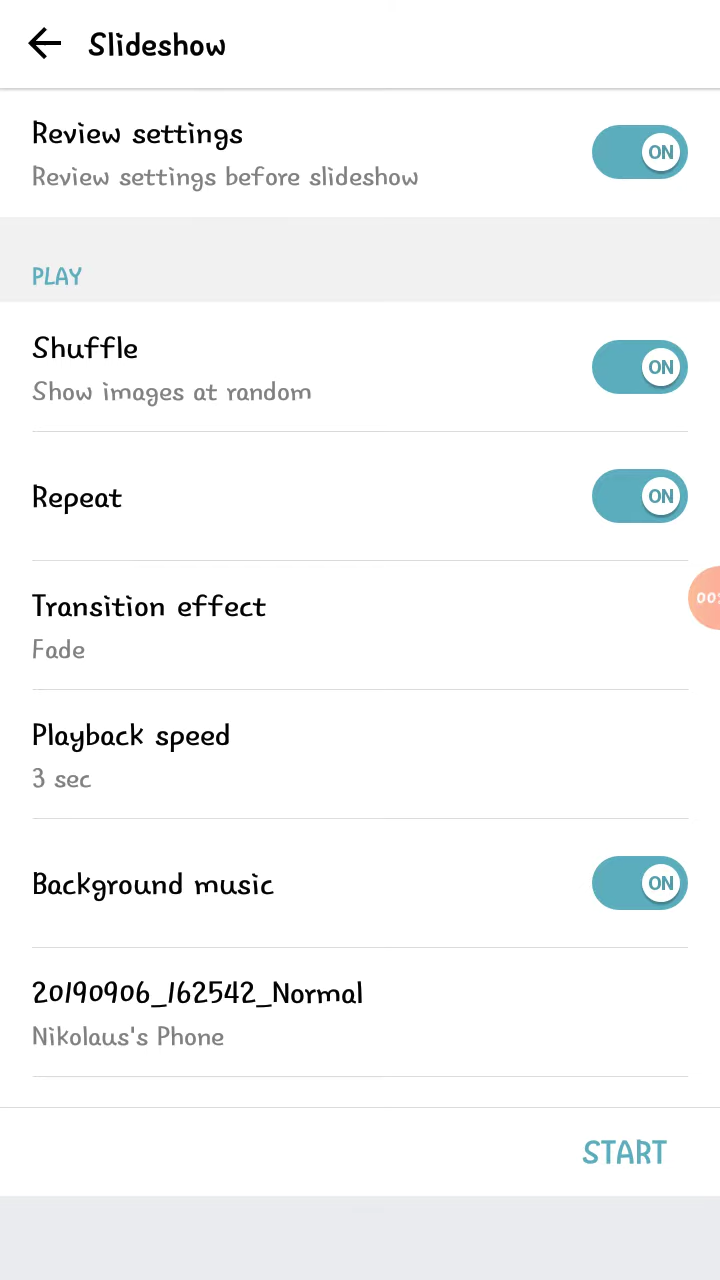 Slideshow
Review settings
Review settings before slideshow
ON
PLAY
Shuffle
Show images at random
ON
Repeat
ON
Transition effect
Fade
00:
Playback speed
3 sec
Background music
ON
20190906_162542_Normal
Nikolaus's Phone
START